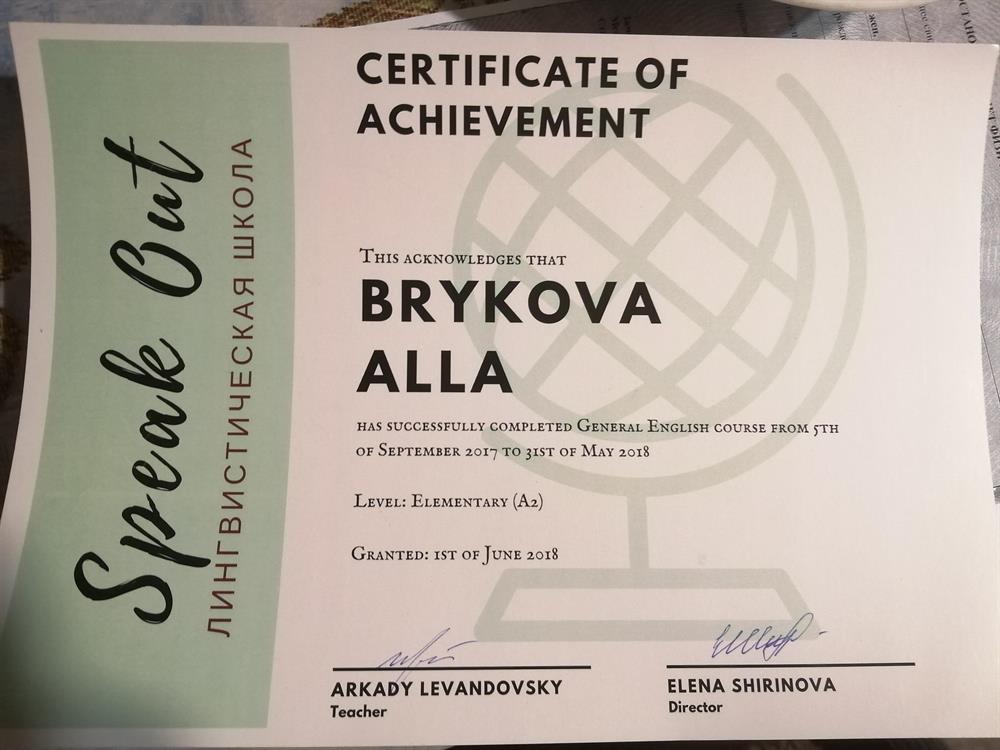 Speak Out
ЛИНГВИСТИЧЕСКАЯ ШКОЛА
CERTIFICATE OF
ACHIEVEMENT
THIS ACKNOWLEDGES THAT
BRYKOVA
ALLA
HAS SUCCESSFULLY COMPLETED GENERAL ENGLISH COURSE FROM 5TH
OF SEPTEMBER 2017 TO 31ST OF MAY 2018
LEVEL: ELEMENTARY (A2)
GRANTED: 1ST OF JUNE 2018
ARKADY LEVANDOVSKY
Teacher
ELENA SHIRINOVA
Director